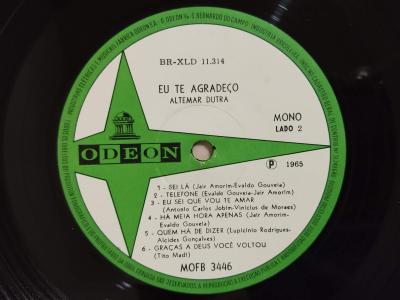 BR-XLD 11.314
EU TE AGRADEÇO
ALTEMAR DUTRA
MONO
LADO 2
ODEON
P 1965
1 - SEI LÁ (Jair Amorim-Evaldo Gouveia)
2 - TELEFONE (Evaldo Gouveia-Jair Amorim)
3 - EU SEI QUE VOU TE AMAR
(Antonio Carlos Jobim-Vinicius de Moraes)
4 - HÁ MEIA HORA APENAS (Jair Amorim-
Evaldo Gouveia)
5 - QUEM HÁ DE DIZER (Lupicínio Rodrigues-
Alcides Gonçalves)
6 - GRAÇAS A DEUS VOCÊ VOLTOU
(Tito Madi)
MOFB 3446